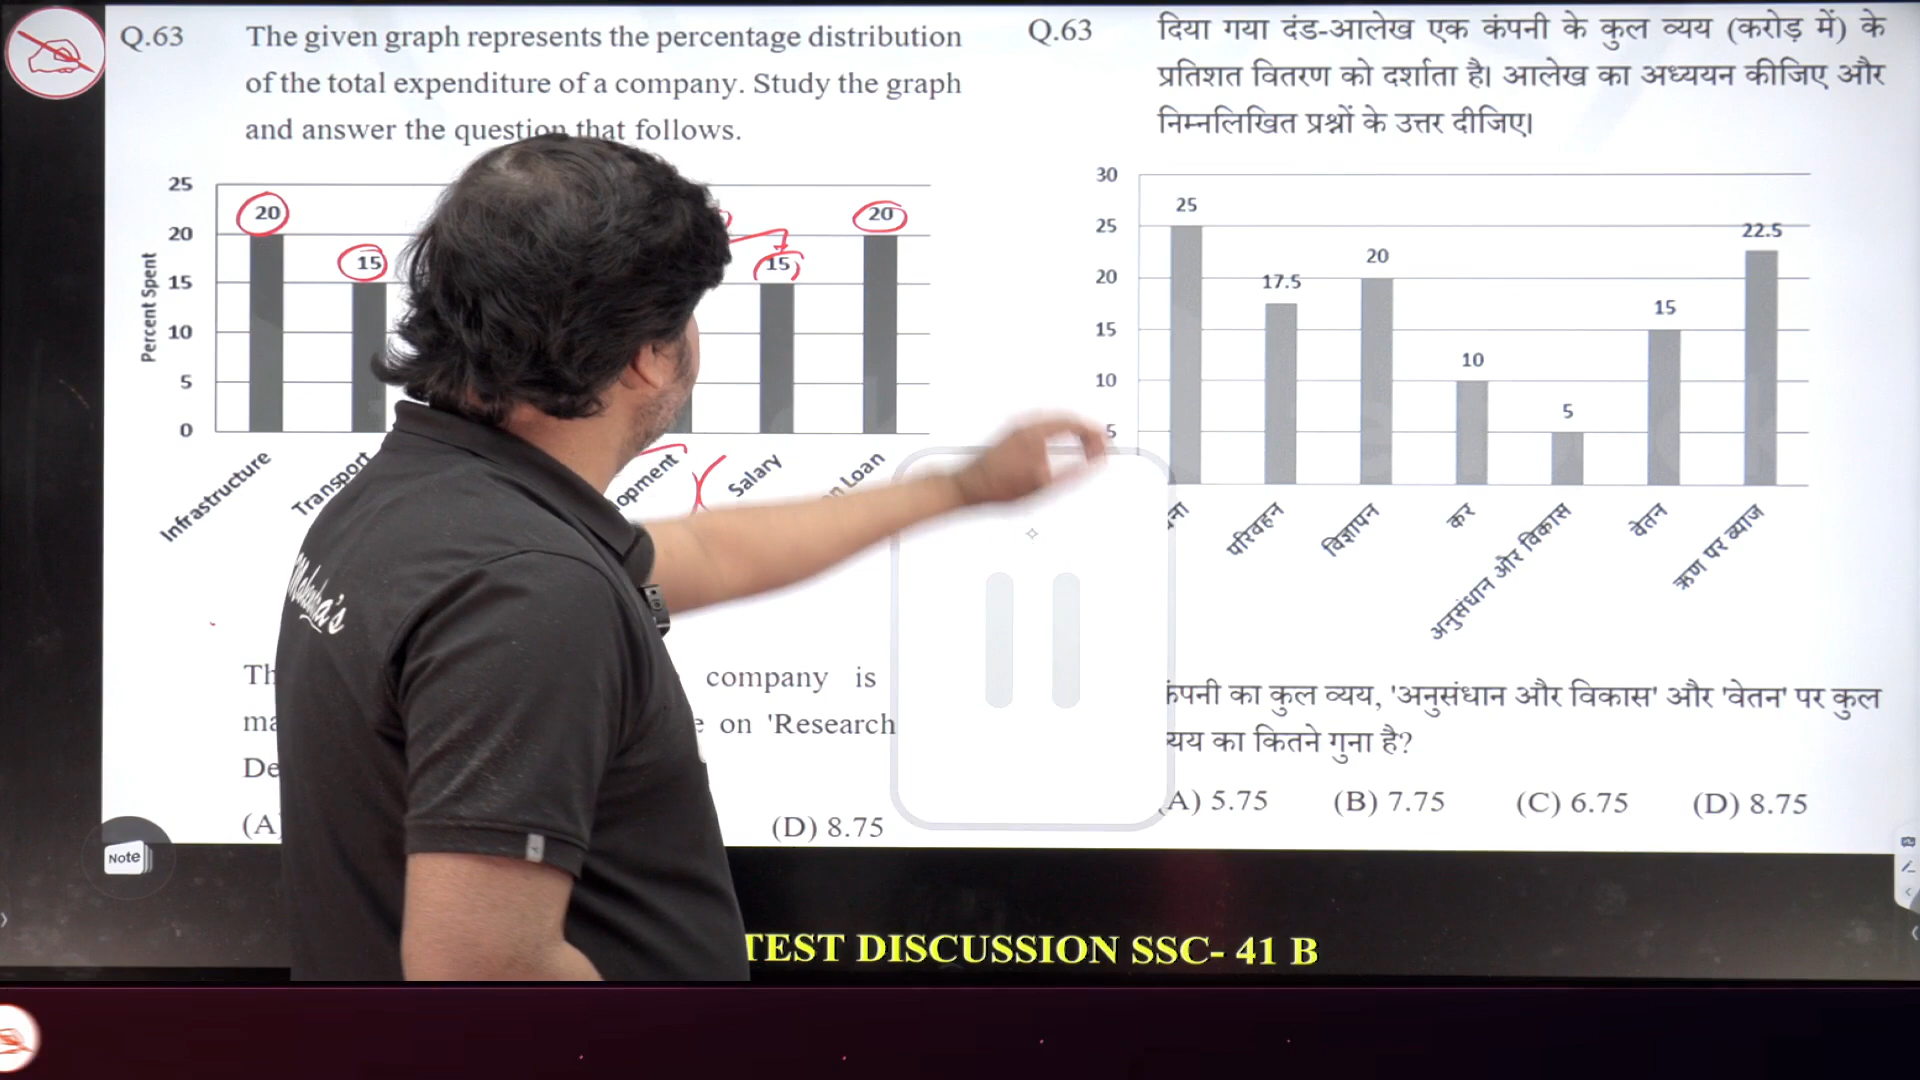 Q.63
The given graph represents the percentage distribution
of the total expenditure of a company. Study the graph
and answer the question that follows.
25
20
15
10
5
0
Percent Spent
20
15
15
20
Infrastructure
Transport
Salary
Loan
company is
on 'Research
(D) 8.75
Q.63
दिया गया दंड-आलेख एक कंपनी के कुल व्यय (करोड़ में) के
प्रतिशत वितरण को दर्शाता है। आलेख का अध्ययन कीजिए और
निम्नलिखित प्रश्नों के उत्तर दीजिए।
30
25
20
15
10
5
25
17.5
20
10
5
15
22.5
परिवहन
विज्ञापन
कर
अनुसंधान और विकास
वेतन
ऋण पर ब्याज
का कुल व्यय, 'अनुसंधान और विकास' और 'वेतन' पर कुल
का कितने गुना है?
(A) 5.75 (B) 7.75 (C) 6.75 (D) 8.75
Note
TEST DISCUSSION SSC- 41 B